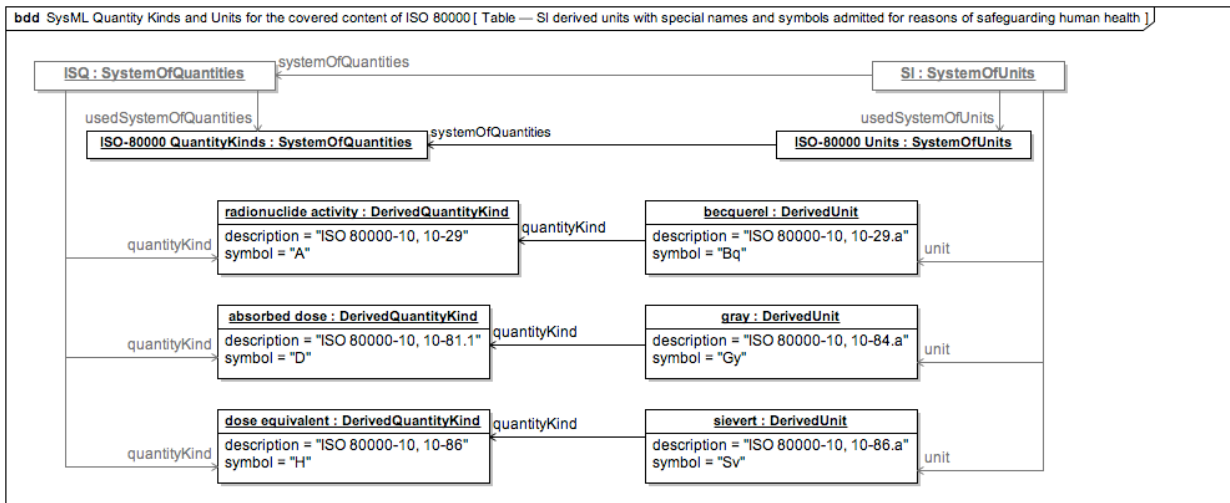 bdd SysML Quantity Kinds and Units for the covered content of ISO 80000 [ Table — SI derived units with special names and symbols admitted for reasons of safeguarding human health ]
systemOfQuantities
ISQ : SystemOfQuantities
SI : SystemOfUnits
usedSystemOfQuantities
usedSystemOfUnits
systemOfQuantities
ISO-80000 QuantityKinds : SystemOfQuantities
ISO-80000 Units : SystemOfUnits
radionuclide activity : DerivedQuantityKind
description = "ISO 80000-10, 10-29"
symbol = "A"
quantityKind
quantityKind
becquerel : DerivedUnit
description = "ISO 80000-10, 10-29.a"
symbol = "Bq"
unit
absorbed dose : DerivedQuantityKind
description = "ISO 80000-10, 10-81.1"
symbol = "D"
quantityKind
quantityKind
gray : DerivedUnit
description = "ISO 80000-10, 10-84.a"
symbol = "Gy"
unit
dose equivalent : DerivedQuantityKind
description = "ISO 80000-10, 10-86"
symbol = "H"
quantityKind
quantityKind
sievert : DerivedUnit
description = "ISO 80000-10, 10-86.a"
symbol = "Sv"
unit